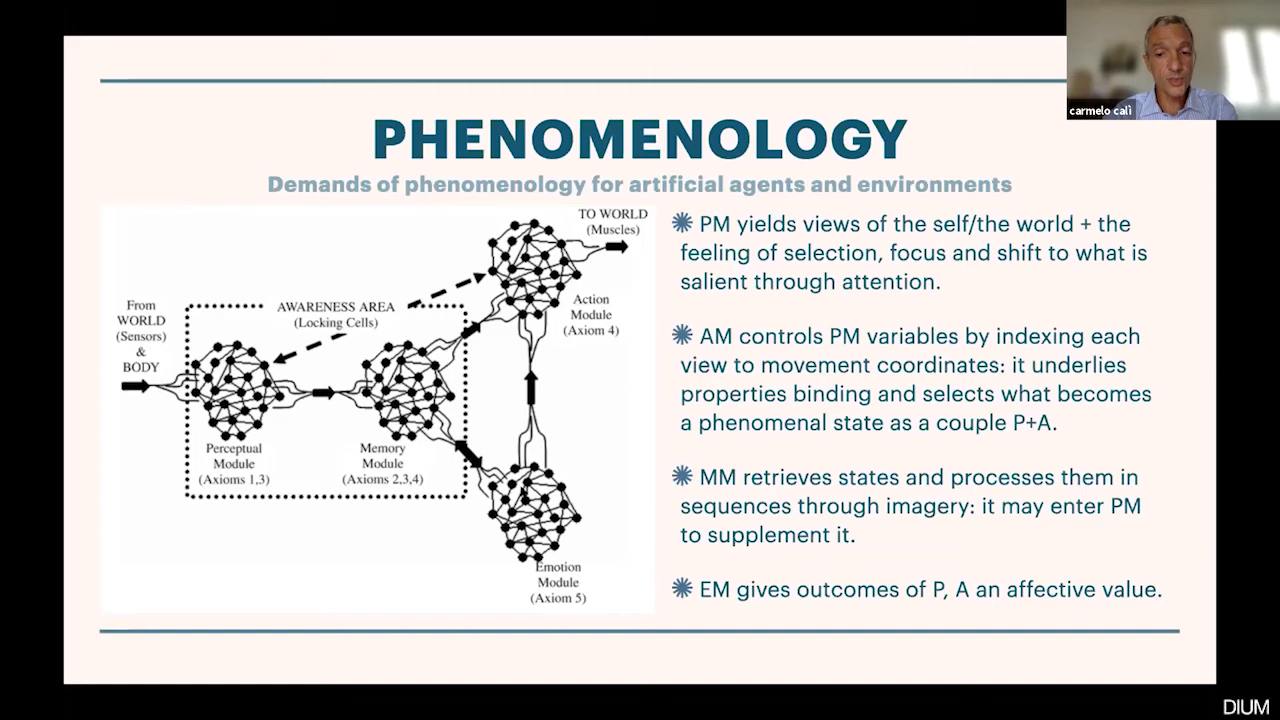 carmelo calì
PHENOMENOLOGY
Demands of phenomenology for artificial agents and environments
TO WORLD
(Muscles)
From
WORLD
(Sensors)
&
BODY
AWARENESS AREA
(Locking Cells)
Action
Module
(Axiom 4)
Perceptual
Module
(Axioms 1,3)
Memory
Module
(Axioms 2,3,4)
Emotion
Module
(Axiom 5)
PM yields views of the self/the world + the
feeling of selection, focus and shift to what is
salient through attention.
AM controls PM variables by indexing each
view to movement coordinates: it underlies
properties binding and selects what becomes
a phenomenal state as a couple P+A.
MM retrieves states and processes them in
sequences through imagery: it may enter PM
to supplement it.
EM gives outcomes of P, A an affective value.
DIUM